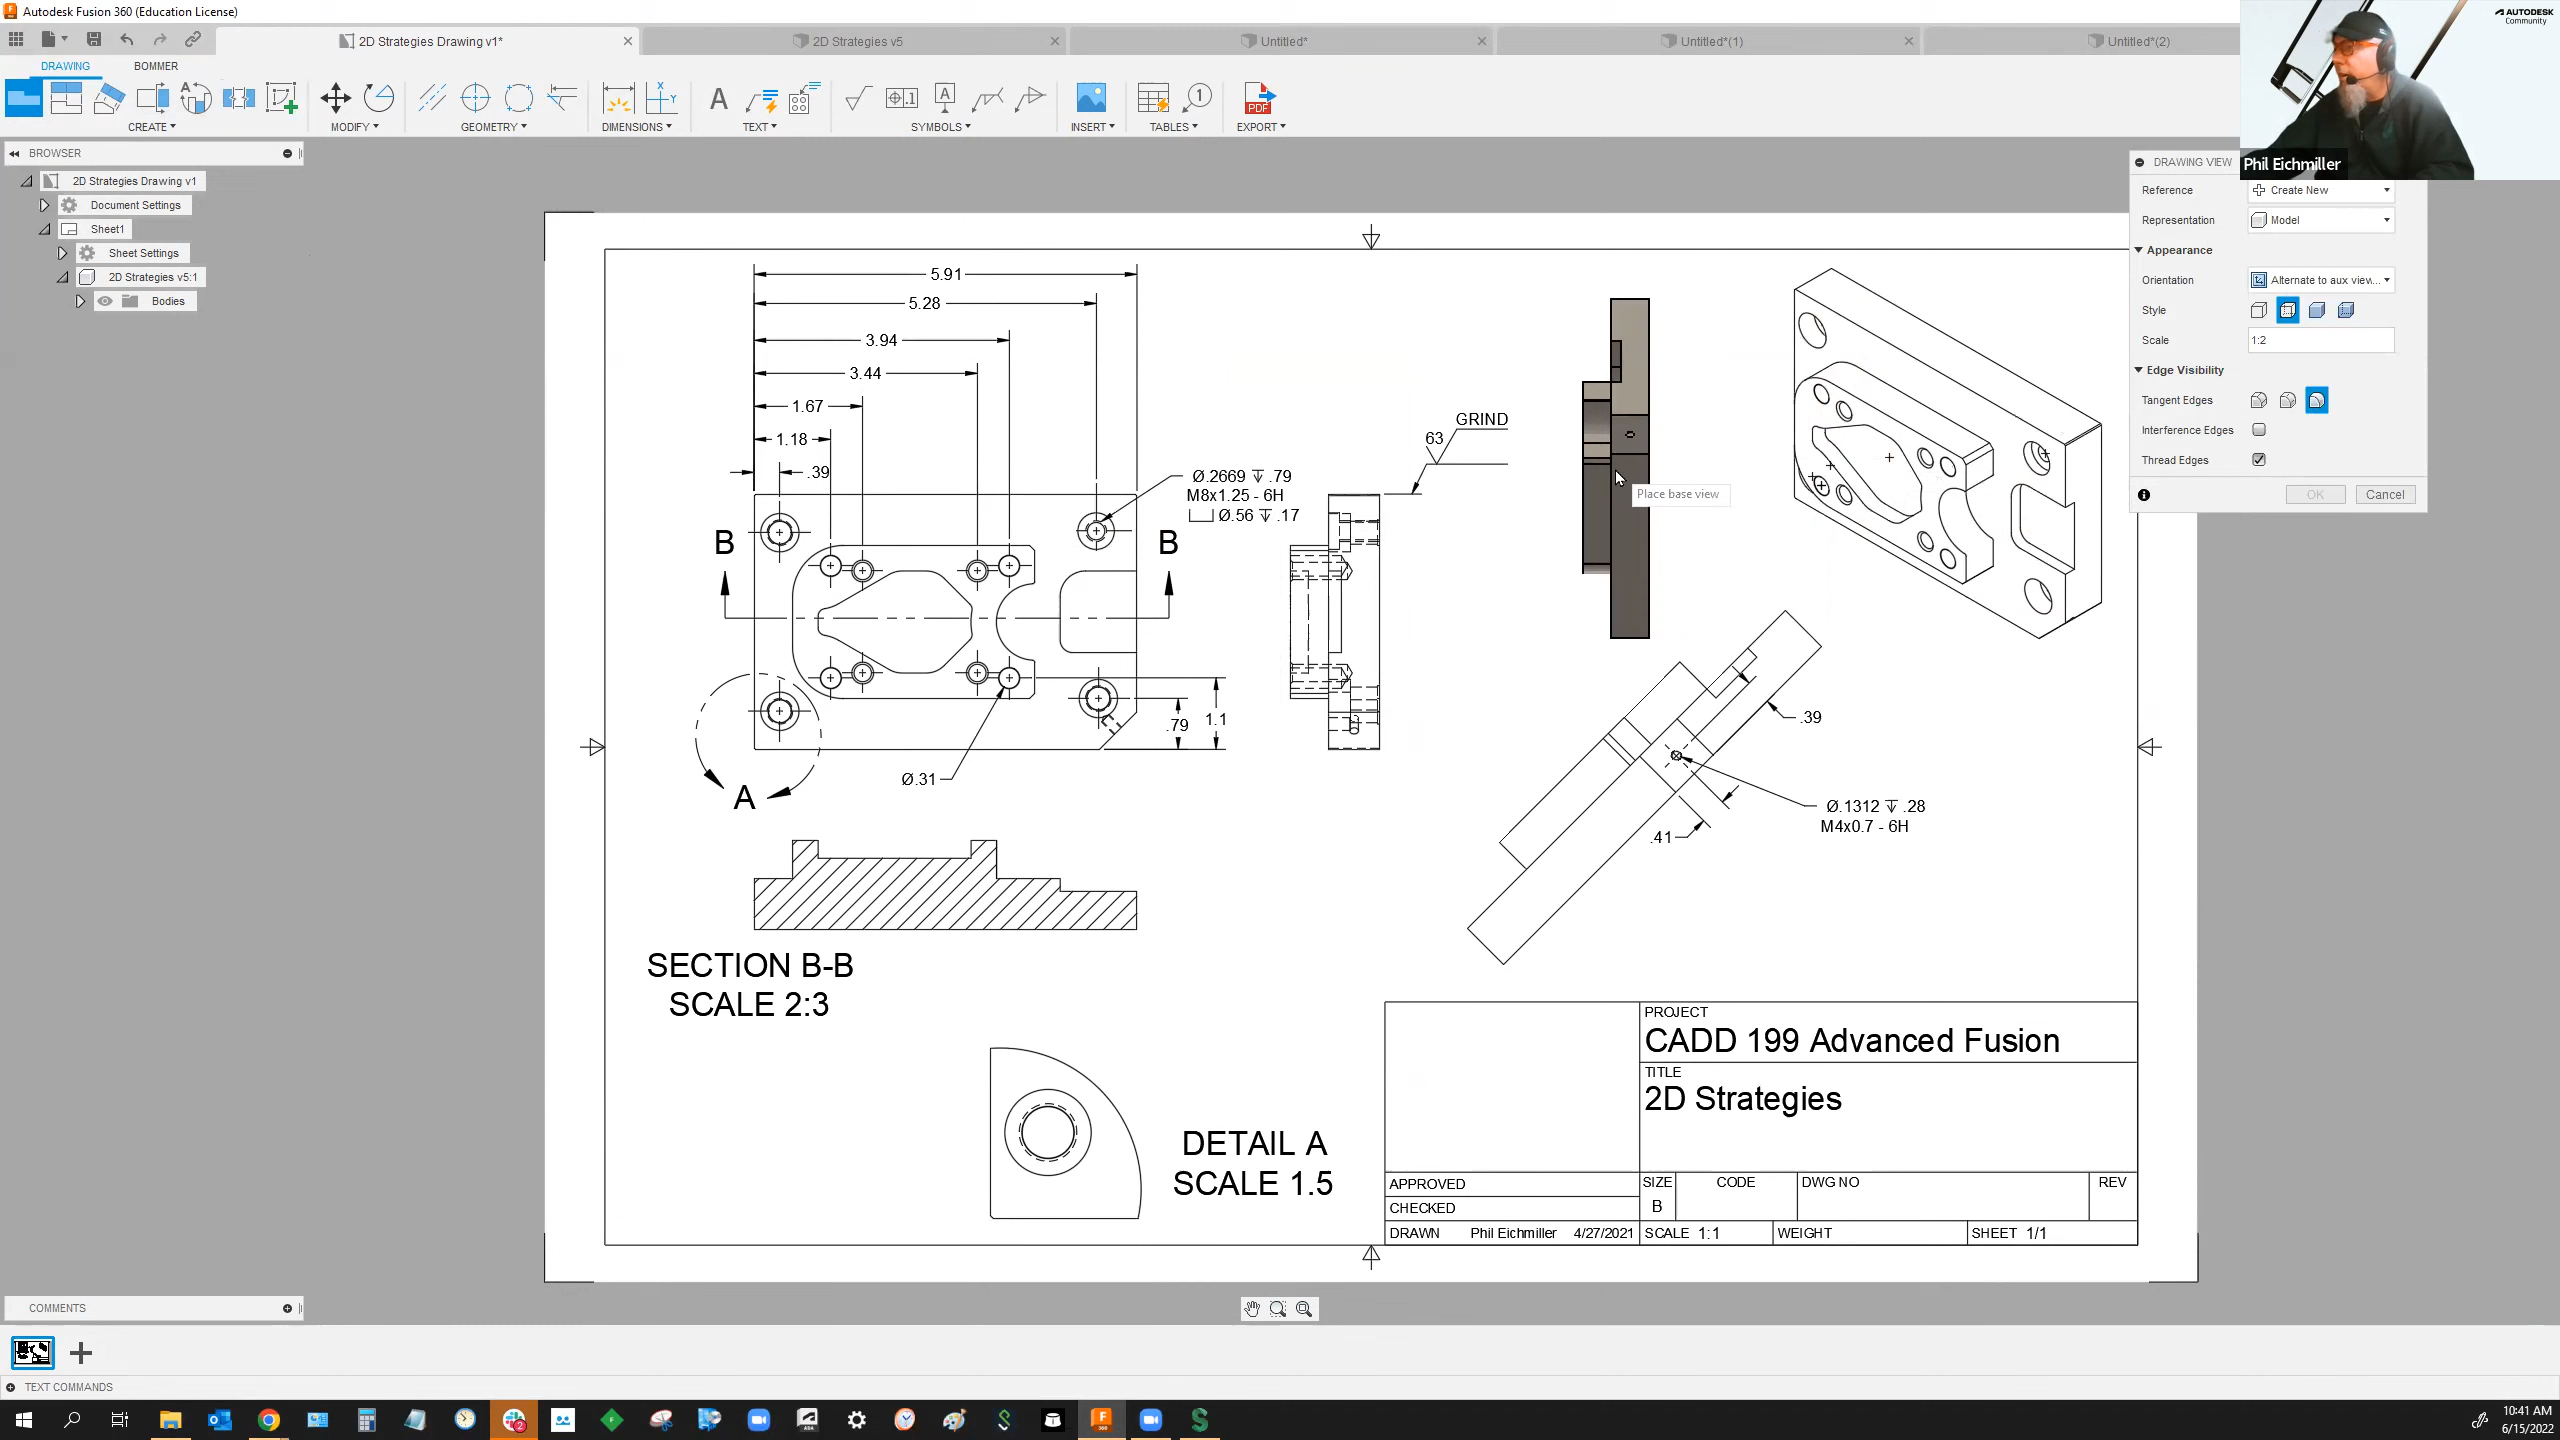 Autodesk Fusion 360 (Education License)
AUTODESK
Community
2D Strategies Drawing v1*
2D Strategies v5
Untitled*
Untitled*(1)
Untitled*(2)
DRAWING
BOMMER
CREATE
MODIFY
GEOMETRY
DIMENSIONS
TEXT
SYMBOLS
INSERT
TABLES
PDF
EXPORT
Phil Eichmiller
BROWSER
2D Strategies Drawing v1
Document Settings
Sheet1
Sheet Settings
2D Strategies v5:1
Bodies
DRAWING VIEW
Reference
Create New
Representation
Model
Appearance
Orientation
Alternate to aux view...
Style
Scale
1:2
Edge Visibility
Tangent Edges
Interference Edges
Thread Edges
OK
Cancel
5.91
5.28
3.94
3.44
1.67
1.18
.39
GRIND
63
Ø.2669 ↧ .79
M8x1.25 - 6H
⌴ Ø.56 ↧ .17
Place base view
B
B
.79
1.1
Ø.31
A
.39
Ø.1312 ↧ .28
M4x0.7 - 6H
.41
SECTION B-B
SCALE 2:3
DETAIL A
SCALE 1.5
PROJECT
CADD 199 Advanced Fusion
TITLE
2D Strategies
APPROVED
CHECKED
DRAWN Phil Eichmiller 4/27/2021
SIZE
B
CODE
DWG NO
REV
SCALE 1:1
WEIGHT
SHEET 1/1
COMMENTS
TEXT COMMANDS
10:41 AM
6/15/2022